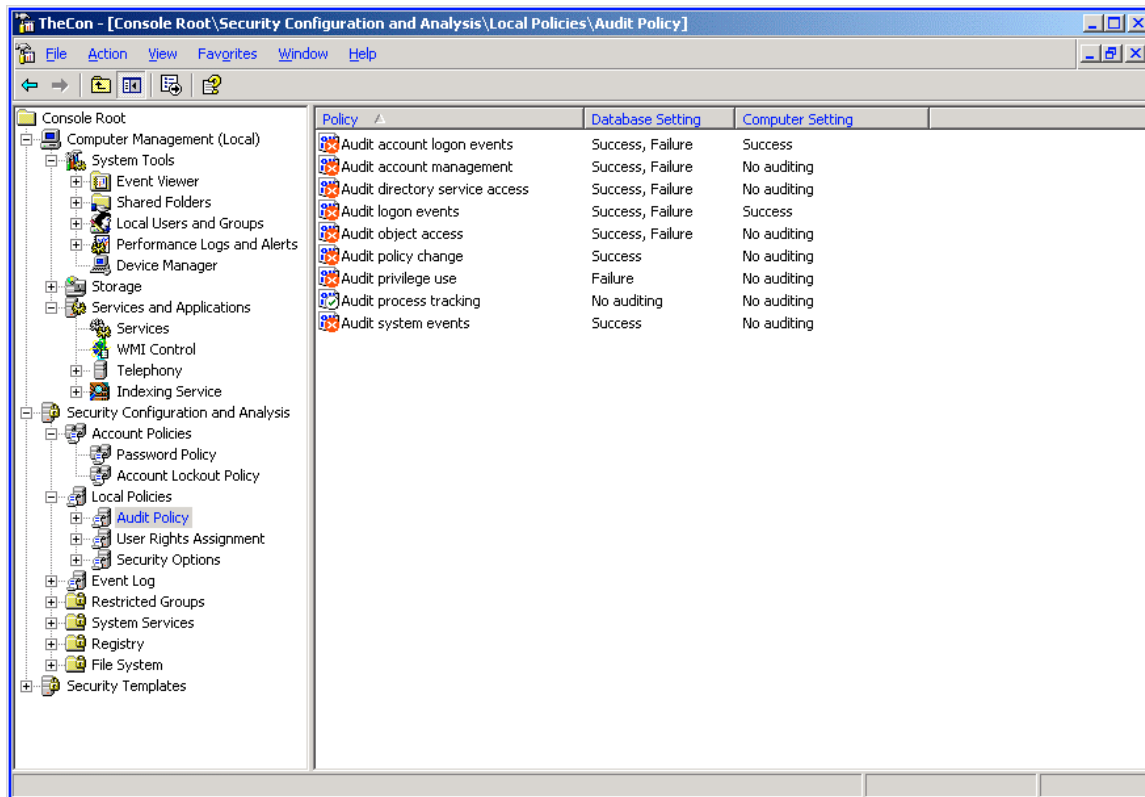 TheCon - [Console Root\Security Configuration and Analysis\Local Policies\Audit Policy]
File Action View Favorites Window Help
Console Root
Computer Management (Local)
System Tools
Event Viewer
Shared Folders
Local Users and Groups
Performance Logs and Alerts
Device Manager
Storage
Services and Applications
Services
WMI Control
Telephony
Indexing Service
Security Configuration and Analysis
Account Policies
Password Policy
Account Lockout Policy
Local Policies
Audit Policy
User Rights Assignment
Security Options
Event Log
Restricted Groups
System Services
Registry
File System
Security Templates
Policy Database Setting Computer Setting
Audit account logon events Success, Failure Success
Audit account management Success, Failure No auditing
Audit directory service access Success, Failure No auditing
Audit logon events Success, Failure Success
Audit object access Success, Failure No auditing
Audit policy change Success No auditing
Audit privilege use Failure No auditing
Audit process tracking No auditing No auditing
Audit system events Success No auditing